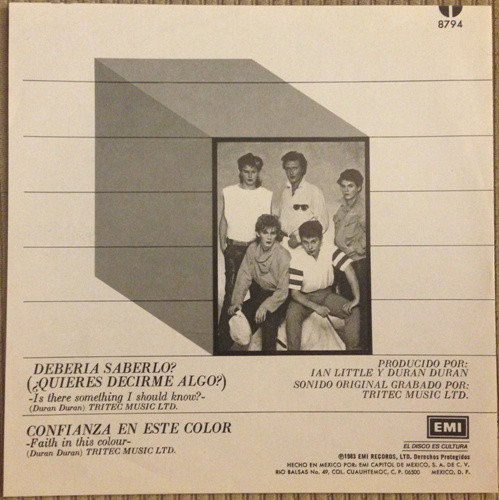 8794
DEBERIA SABERLO?
(¿QUIERES DECIRME ALGO?)
-Is there something I should know?-
(Duran Duran) TRITEC MUSIC LTD.
CONFIANZA EN ESTE COLOR
-Faith in this colour-
(Duran Duran) TRITEC MUSIC LTD.
PRODUCIDO POR:
IAN LITTLE Y DURAN DURAN
SONIDO ORIGINAL GRABADO POR:
TRITEC MUSIC LTD.
EMI
EL DISCO ES CULTURA
℗1983 EMI RECORDS, LTD. Derechos Protegidos
HECHO EN MEXICO POR: EMI CAPITOL DE MEXICO, S. A. DE C. V.
RIO BALSAS No. 49, COL. CUAUHTEMOC, C. P. 06500 MEXICO, D. F.